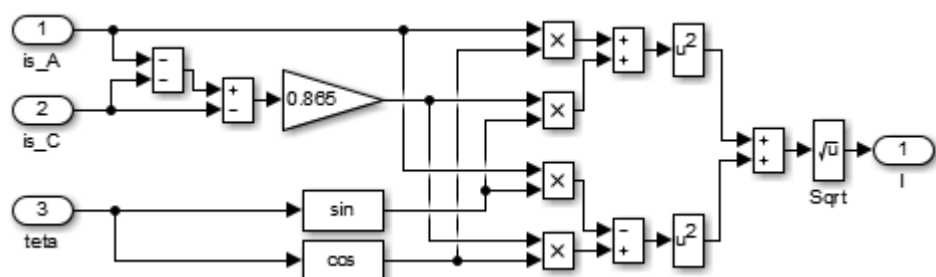 1
is_A
2
is_C
3
teta
−
−
+
−
0.865
sin
cos
×
×
×
×
+
+
−
+
u²
u²
+
+
√u
Sqrt
1
I